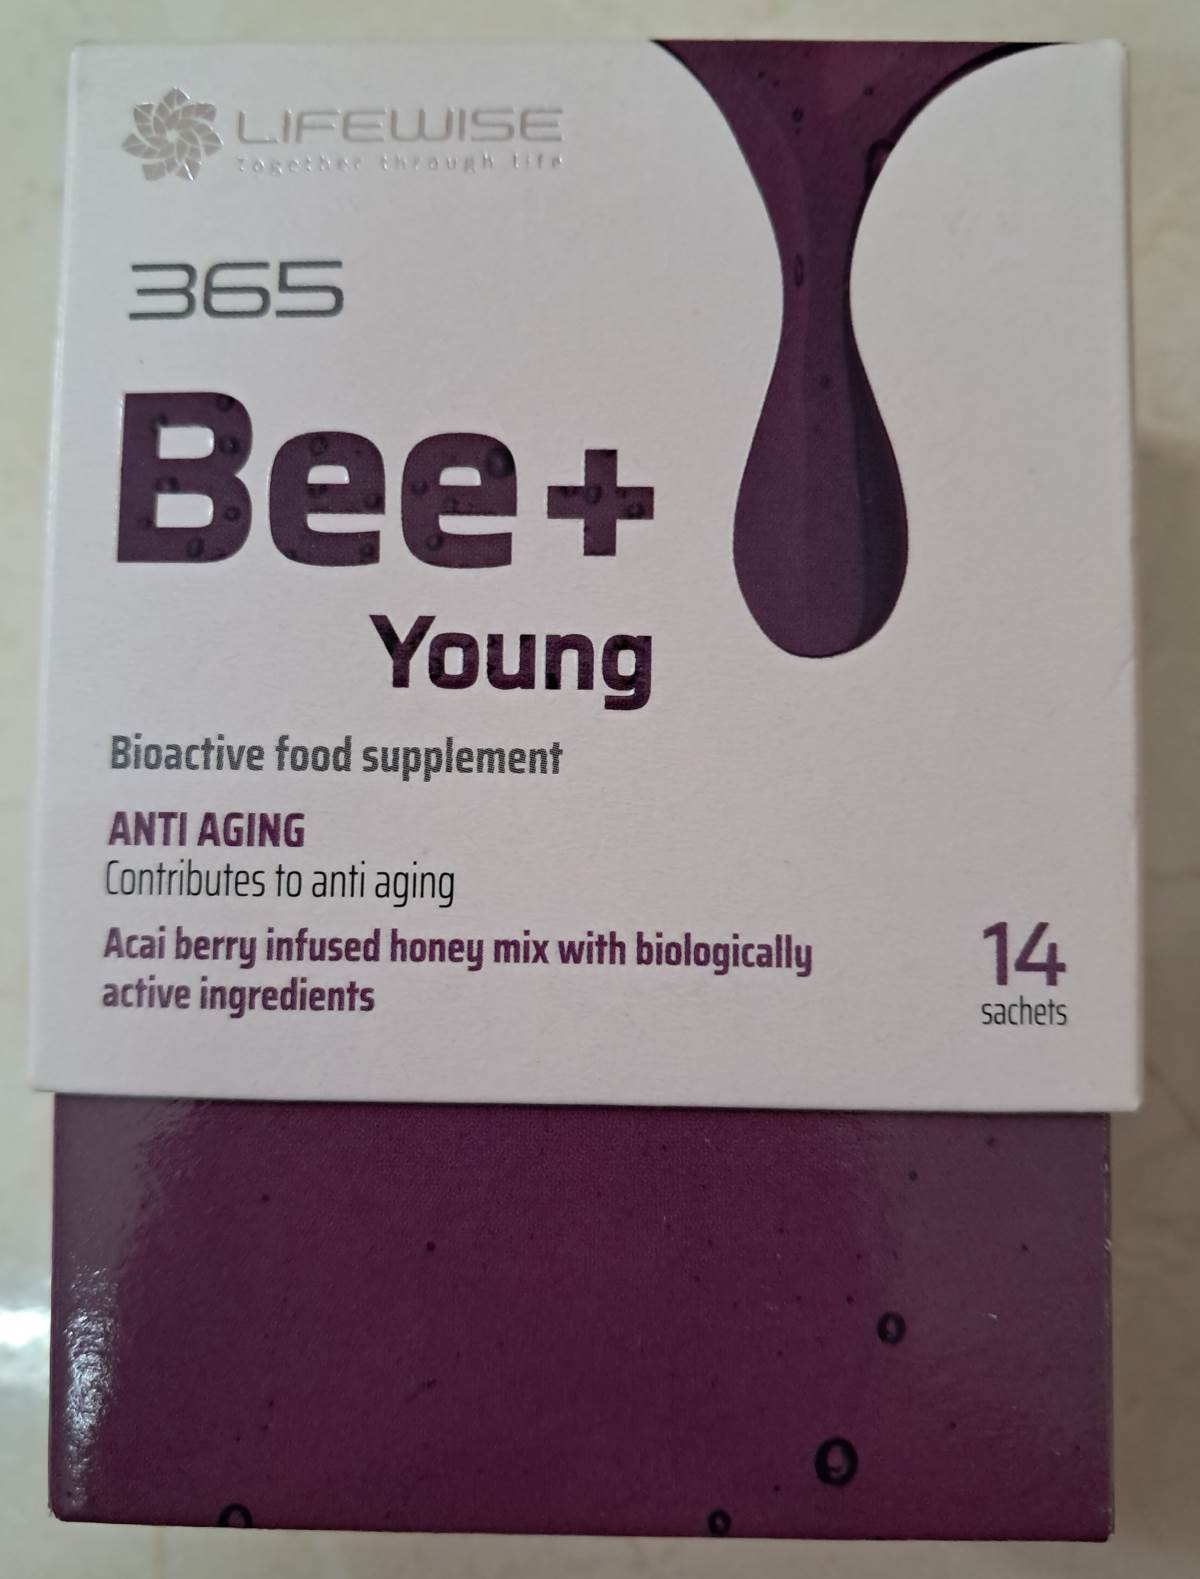 LIFEWISE
Together through life
365
Bee+
Young
Bioactive food supplement
ANTI AGING
Contributes to anti aging
Acai berry infused honey mix with biologically
active ingredients
14
sachets